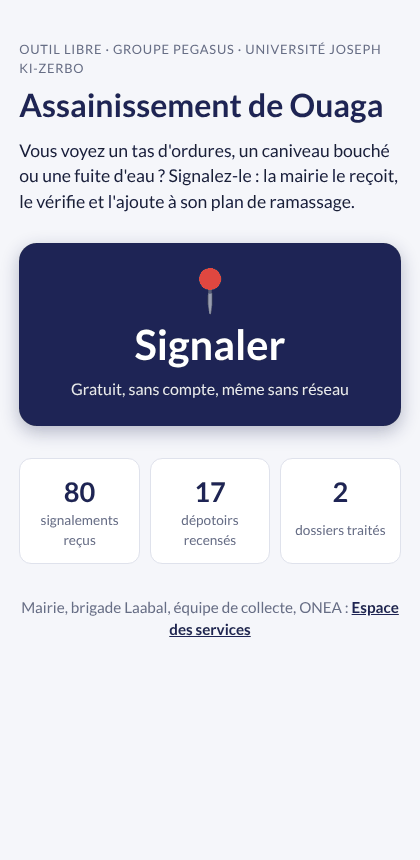 OUTIL LIBRE · GROUPE PEGASUS · UNIVERSITÉ JOSEPH
KI-ZERBO
Assainissement de Ouaga
Vous voyez un tas d'ordures, un caniveau bouché
ou une fuite d'eau ? Signalez-le : la mairie le reçoit,
le vérifie et l'ajoute à son plan de ramassage.
Signaler
Gratuit, sans compte, même sans réseau
80
signalements
reçus
17
dépotoirs
recensés
2
dossiers traités
Mairie, brigade Laabal, équipe de collecte, ONEA : Espace
des services